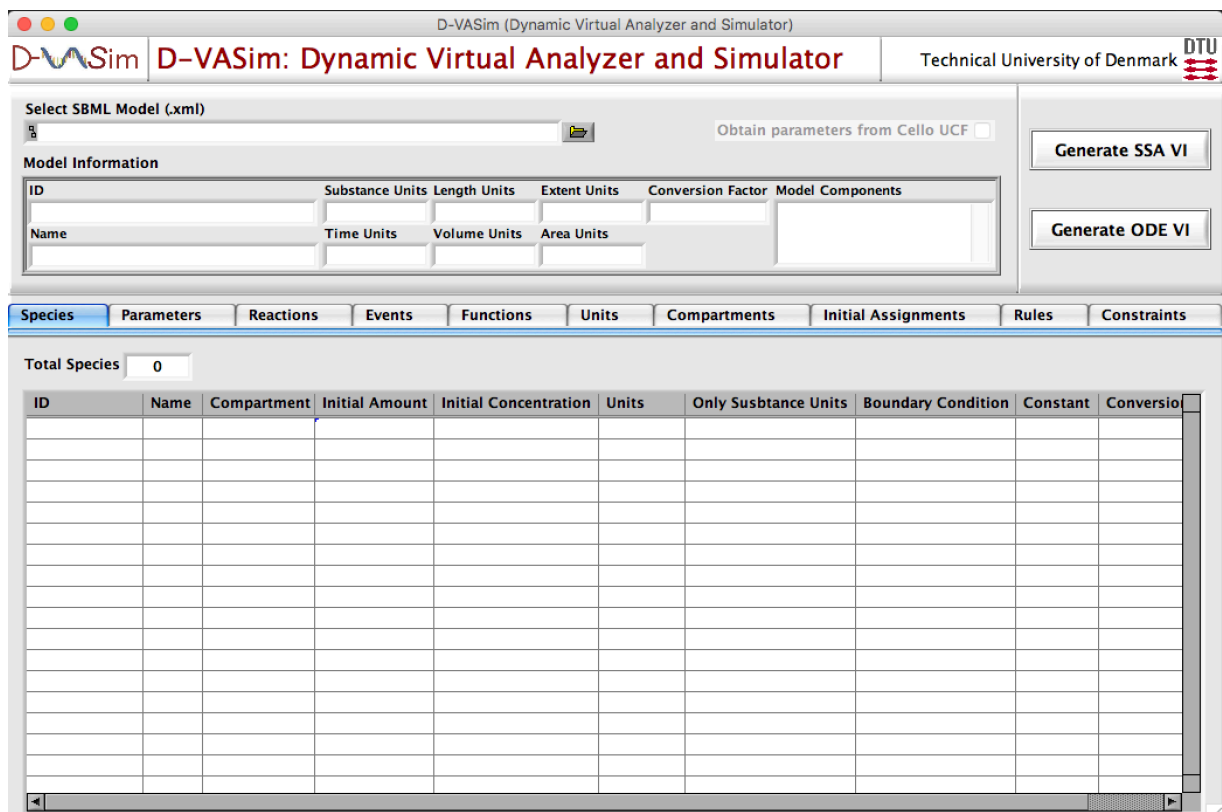 D-VASim (Dynamic Virtual Analyzer and Simulator)
D-VASim D-VASim: Dynamic Virtual Analyzer and Simulator Technical University of Denmark DTU
Select SBML Model (.xml)
Obtain parameters from Cello UCF
Generate SSA VI
Model Information
ID Substance Units Length Units Extent Units Conversion Factor Model Components
Name Time Units Volume Units Area Units
Generate ODE VI
Species Parameters Reactions Events Functions Units Compartments Initial Assignments Rules Constraints
Total Species 0
ID Name Compartment Initial Amount Initial Concentration Units Only Susbtance Units Boundary Condition Constant Conversion